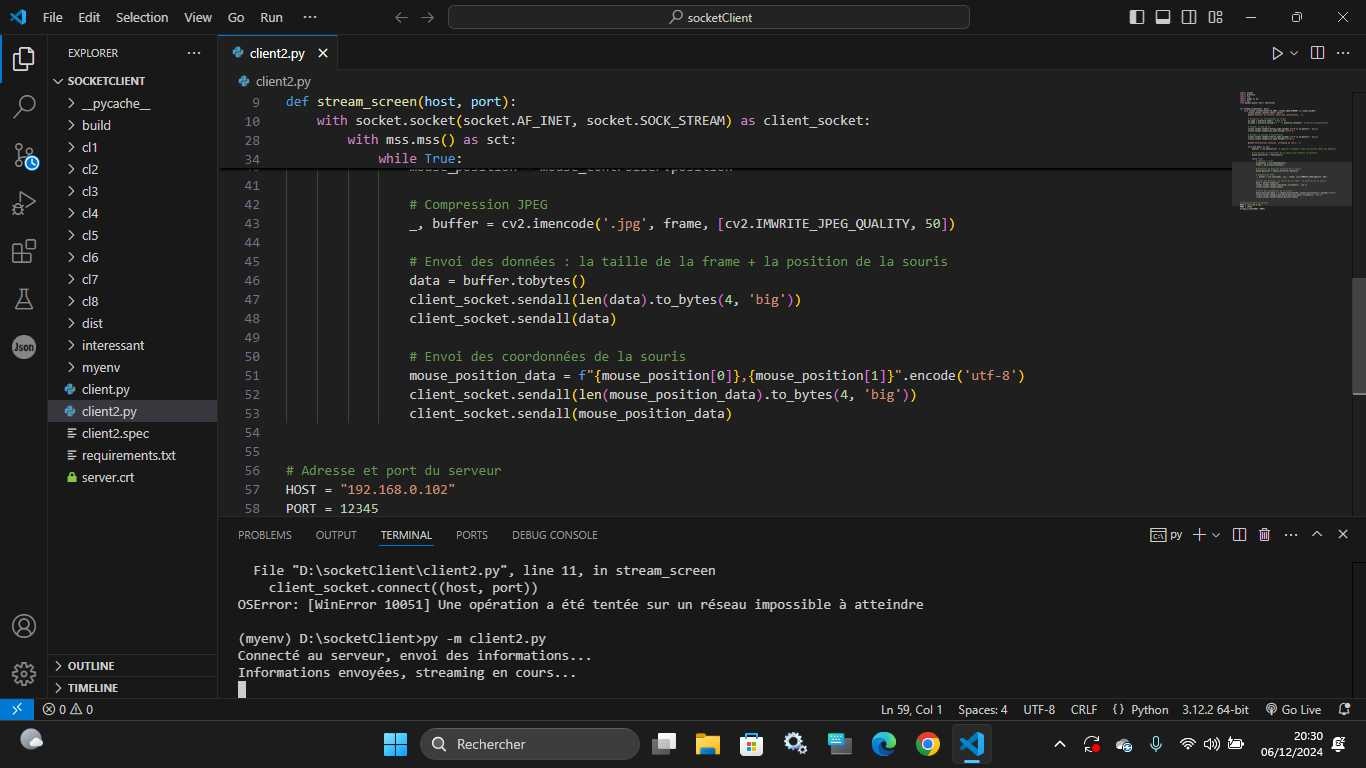 File Edit Selection View Go Run ···
socketClient
EXPLORER ···
SOCKETCLIENT
__pycache__
build
cl1
cl2
cl3
cl4
cl5
cl6
cl7
cl8
dist
interessant
myenv
client.py
client2.py
client2.spec
requirements.txt
server.crt
OUTLINE
TIMELINE
Json
client2.py
client2.py
9 def stream_screen(host, port):
10 with socket.socket(socket.AF_INET, socket.SOCK_STREAM) as client_socket:
28 with mss.mss() as sct:
34 while True:
41
42 # Compression JPEG
43 _, buffer = cv2.imencode('.jpg', frame, [cv2.IMWRITE_JPEG_QUALITY, 50])
44
45 # Envoi des données : la taille de la frame + la position de la souris
46 data = buffer.tobytes()
47 client_socket.sendall(len(data).to_bytes(4, 'big'))
48 client_socket.sendall(data)
49
50 # Envoi des coordonnées de la souris
51 mouse_position_data = f"{mouse_position[0]},{mouse_position[1]}".encode('utf-8')
52 client_socket.sendall(len(mouse_position_data).to_bytes(4, 'big'))
53 client_socket.sendall(mouse_position_data)
54
55
56 # Adresse et port du serveur
57 HOST = "192.168.0.102"
58 PORT = 12345
PROBLEMS OUTPUT TERMINAL PORTS DEBUG CONSOLE
py
File "D:\socketClient\client2.py", line 11, in stream_screen
client_socket.connect((host, port))
OSError: [WinError 10051] Une opération a été tentée sur un réseau impossible à atteindre
(myenv) D:\socketClient>py -m client2.py
Connecté au serveur, envoi des informations...
Informations envoyées, streaming en cours...
0 0
Ln 59, Col 1 Spaces: 4 UTF-8 CRLF {} Python 3.12.2 64-bit Go Live
Rechercher
20:30
06/12/2024